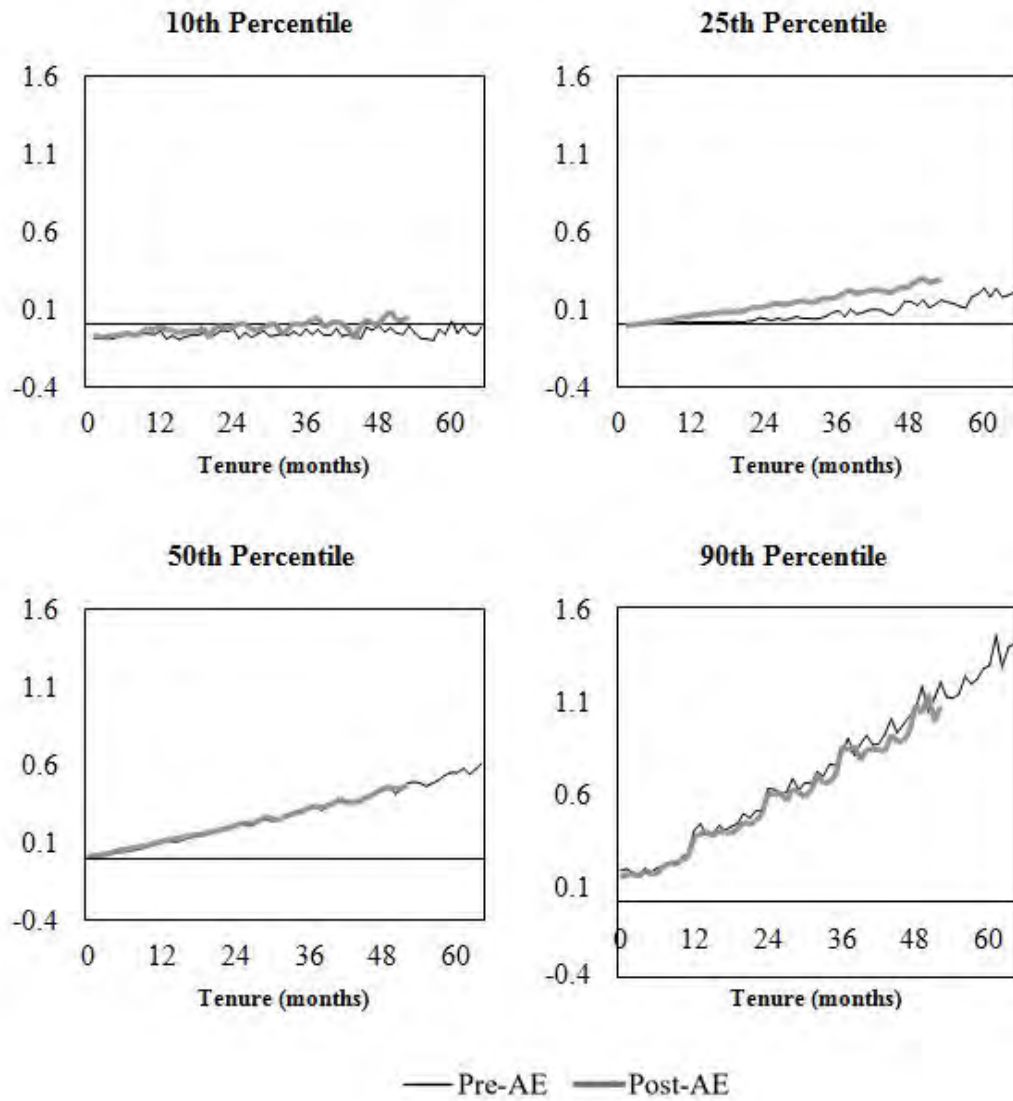 10th Percentile
1.6
1.1
0.6
0.1
-0.4
0 12 24 36 48 60
Tenure (months)
25th Percentile
1.6
1.1
0.6
0.1
-0.4
0 12 24 36 48 60
Tenure (months)
50th Percentile
1.6
1.1
0.6
0.1
-0.4
0 12 24 36 48 60
Tenure (months)
90th Percentile
1.6
1.1
0.6
0.1
-0.4
0 12 24 36 48 60
Tenure (months)
Pre-AE Post-AE